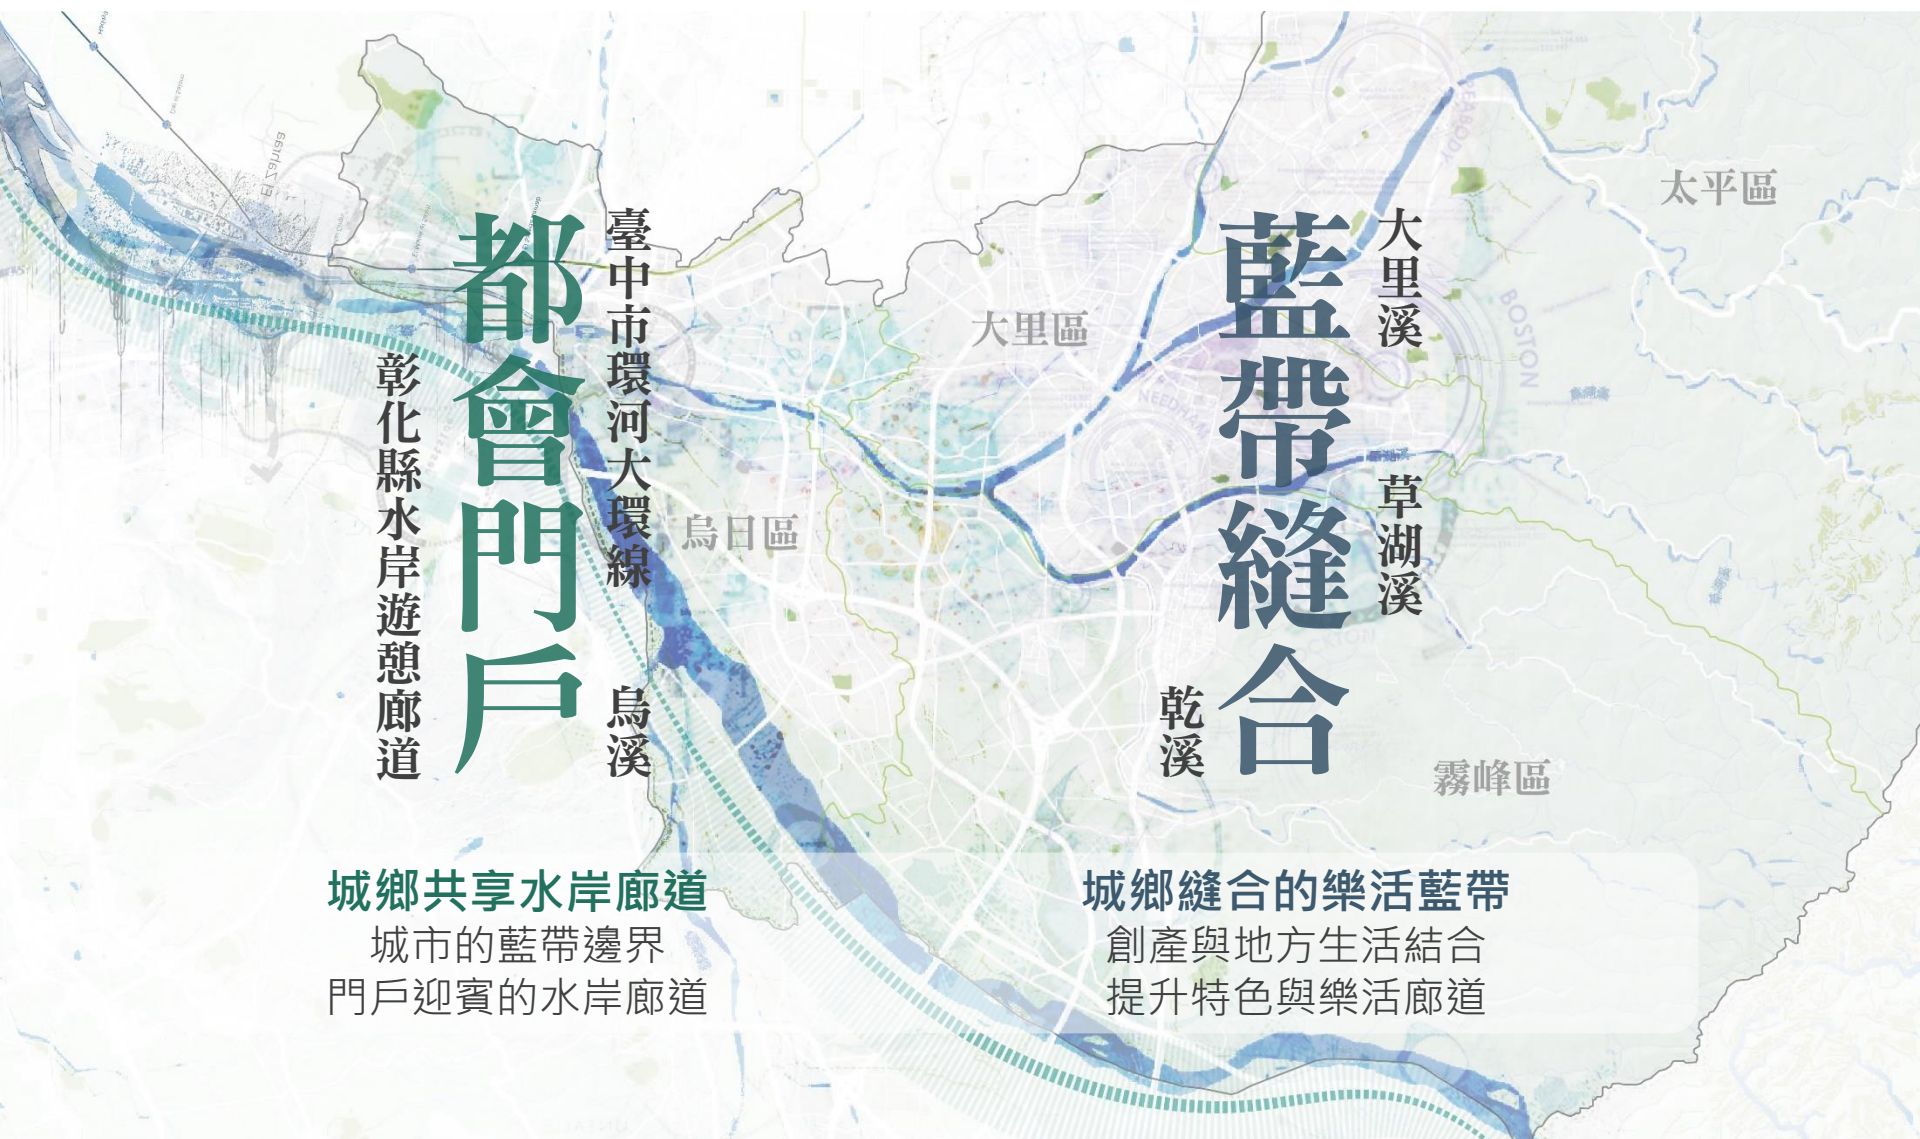 El Zahraa
PEABODY
太平區
臺中市環河大環線
烏溪
都會門戶
彰化縣水岸遊憩廊道
大里溪
草湖溪
藍帶縫合
乾溪
大里區
BOSTON
烏日區
霧峰區
城鄉共享水岸廊道
城市的藍帶邊界
門戶迎賓的水岸廊道
城鄉縫合的樂活藍帶
創產與地方生活結合
提升特色與樂活廊道